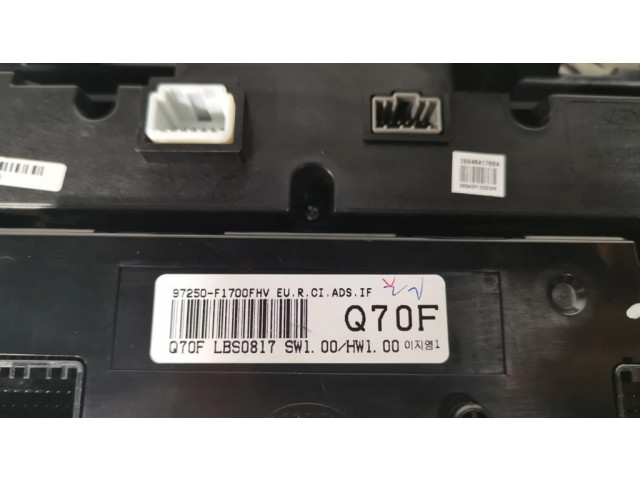 97250-F1700FHV EU.R.CI.ADS.IF
Q70F
Q70F LBS0817 SW1.00/HW1.00 이지영1